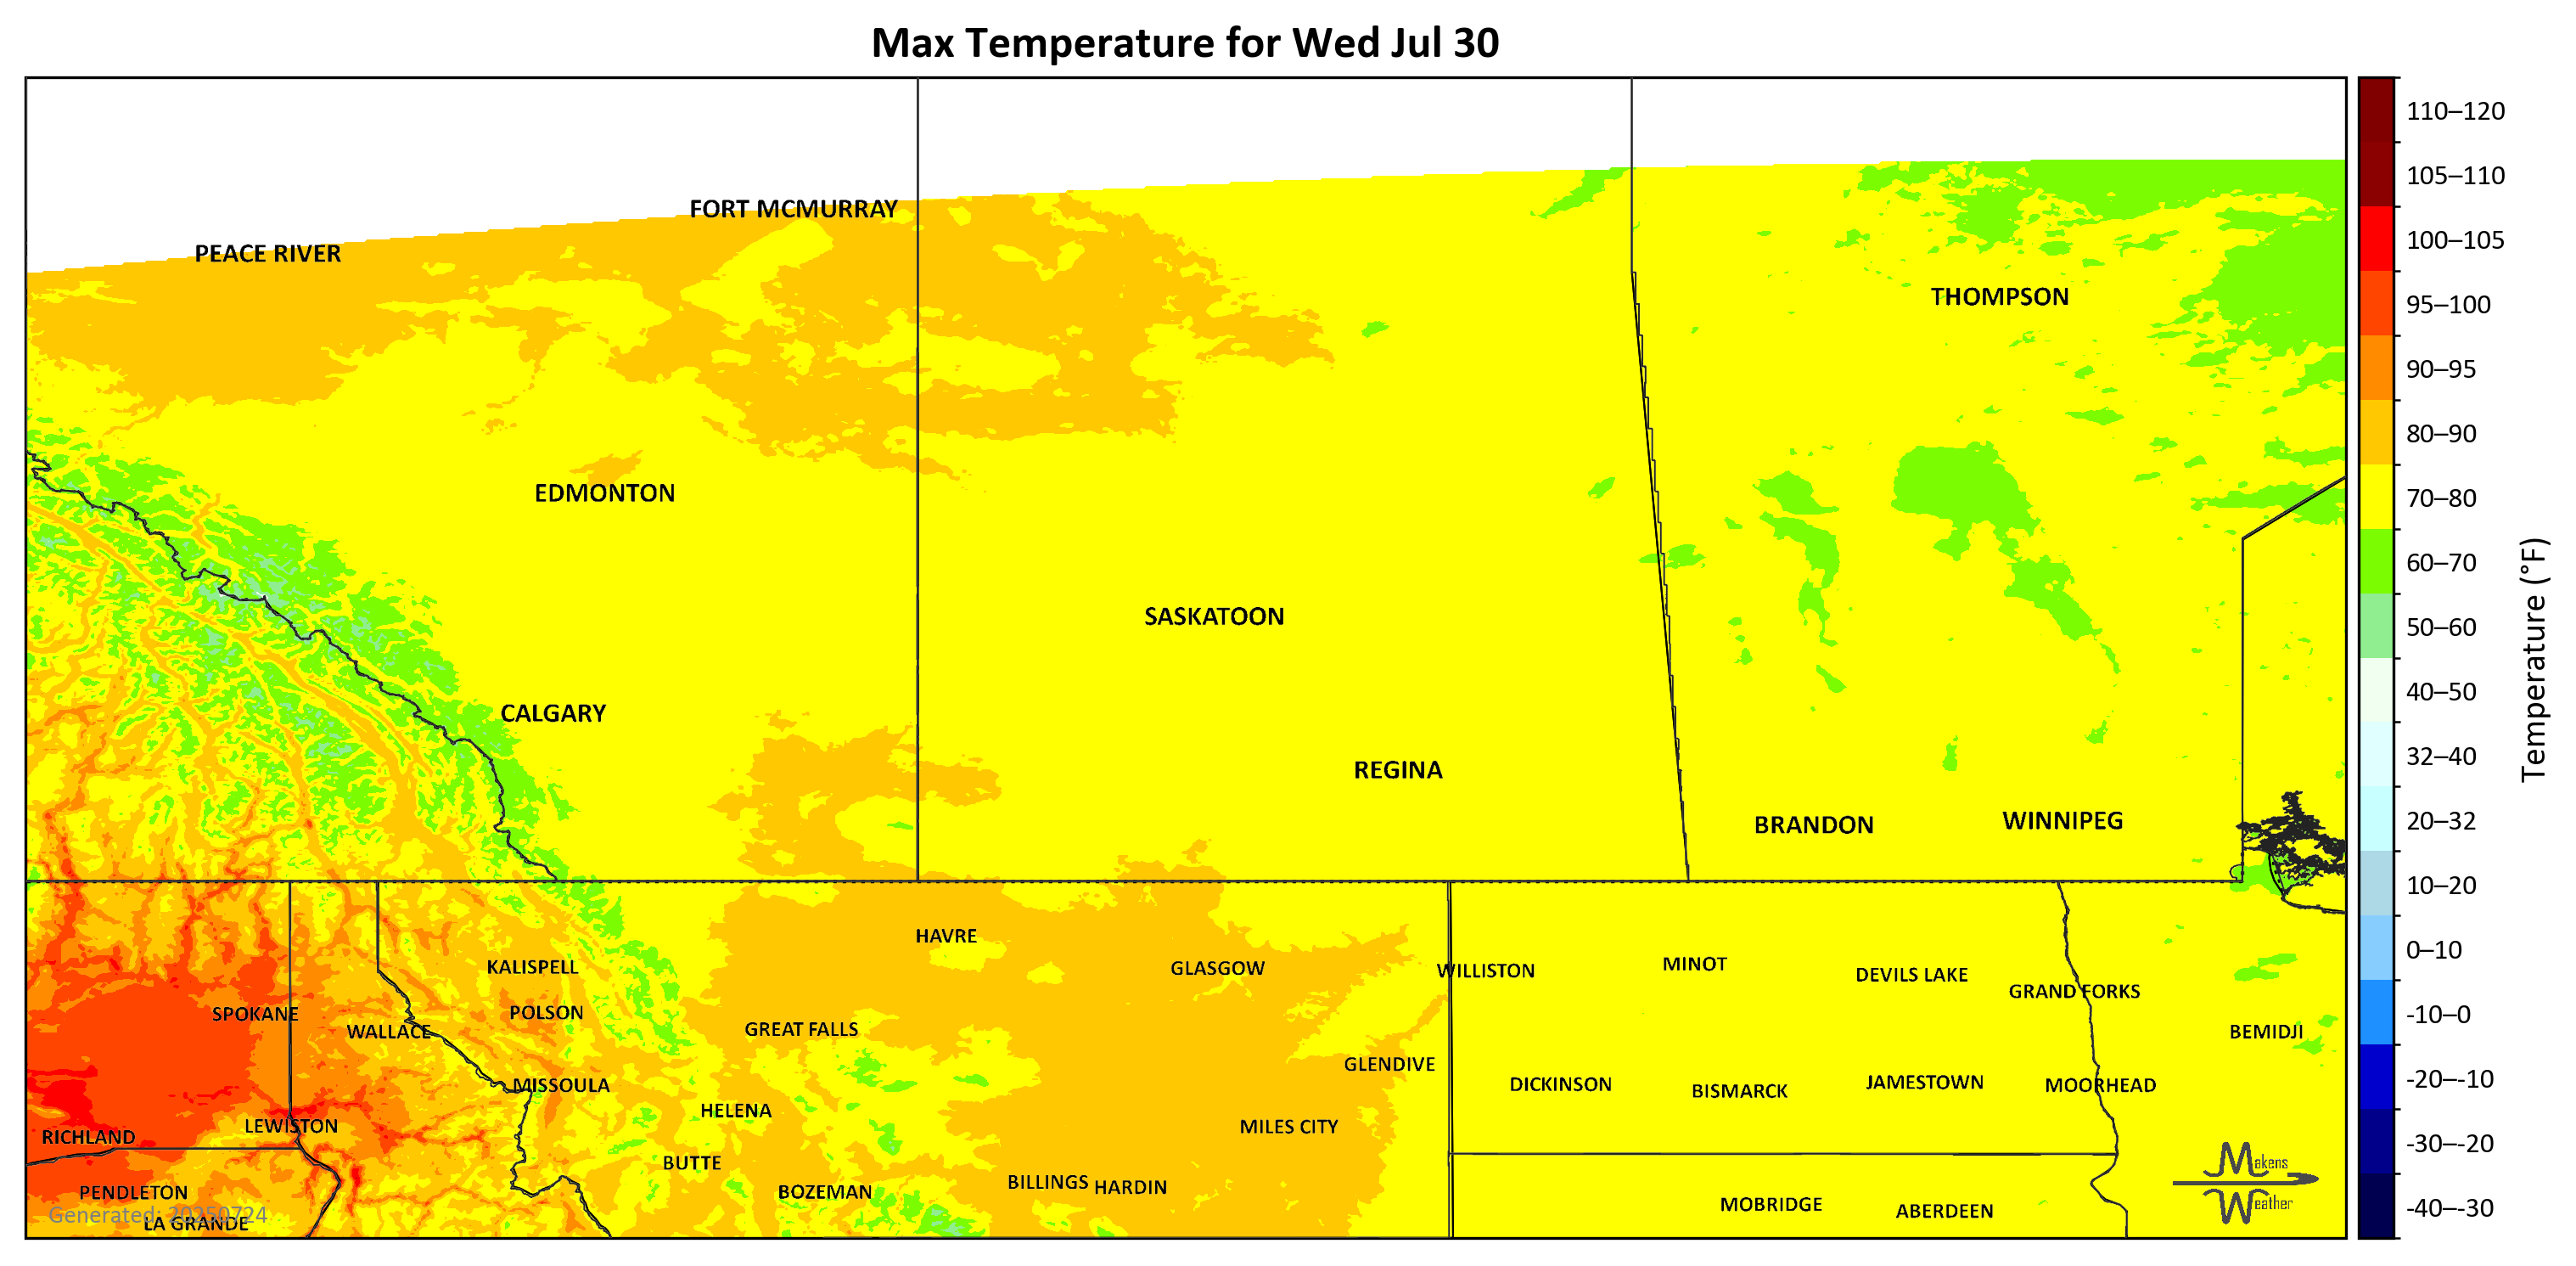 Max Temperature for Wed Jul 30
FORT MCMURRAY
PEACE RIVER
THOMPSON
EDMONTON
SASKATOON
CALGARY
REGINA
BRANDON
WINNIPEG
HAVRE
KALISPELL
GLASGOW
WILLISTON
MINOT
DEVILS LAKE
GRAND FORKS
SPOKANE
POLSON
WALLACE
GREAT FALLS
BEMIDJI
GLENDIVE
MISSOULA
DICKINSON
BISMARCK
JAMESTOWN
MOORHEAD
HELENA
LEWISTON
MILES CITY
RICHLAND
BUTTE
BILLINGS
HARDIN
PENDLETON
BOZEMAN
MOBRIDGE
ABERDEEN
Generated: 20250724
LA GRANDE
Makens
Weather
110–120
105–110
100–105
95–100
90–95
80–90
70–80
60–70
50–60
40–50
32–40
20–32
10–20
0–10
-10–0
-20–-10
-30–-20
-40–-30
Temperature (°F)